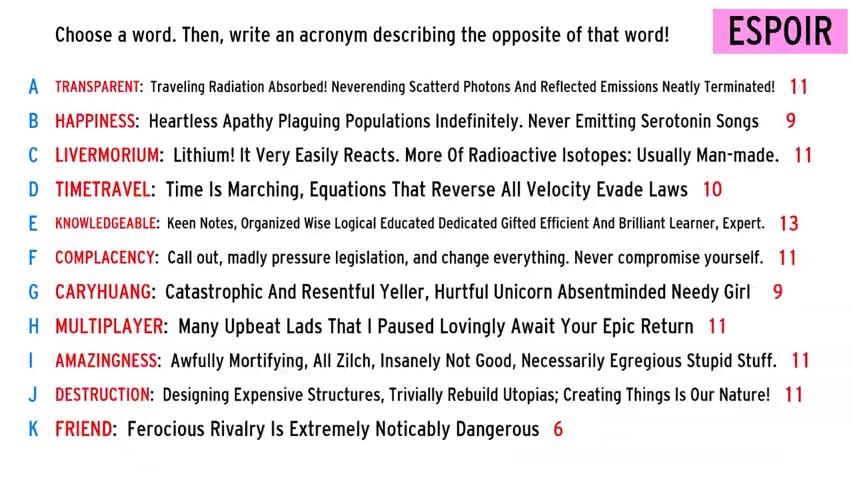 Choose a word. Then, write an acronym describing the opposite of that word!
ESPOIR
A TRANSPARENT: Traveling Radiation Absorbed! Neverending Scatterd Photons And Reflected Emissions Neatly Terminated! 11
B HAPPINESS: Heartless Apathy Plaguing Populations Indefinitely. Never Emitting Serotonin Songs 9
C LIVERMORIUM: Lithium! It Very Easily Reacts. More Of Radioactive Isotopes: Usually Man-made. 11
D TIMETRAVEL: Time Is Marching, Equations That Reverse All Velocity Evade Laws 10
E KNOWLEDGEABLE: Keen Notes, Organized Wise Logical Educated Dedicated Gifted Efficient And Brilliant Learner, Expert. 13
F COMPLACENCY: Call out, madly pressure legislation, and change everything. Never compromise yourself. 11
G CARYHUANG: Catastrophic And Resentful Yeller, Hurtful Unicorn Absentminded Needy Girl 9
H MULTIPLAYER: Many Upbeat Lads That I Paused Lovingly Await Your Epic Return 11
I AMAZINGNESS: Awfully Mortifying, All Zilch, Insanely Not Good, Necessarily Egregious Stupid Stuff. 11
J DESTRUCTION: Designing Expensive Structures, Trivially Rebuild Utopias; Creating Things Is Our Nature! 11
K FRIEND: Ferocious Rivalry Is Extremely Noticably Dangerous 6